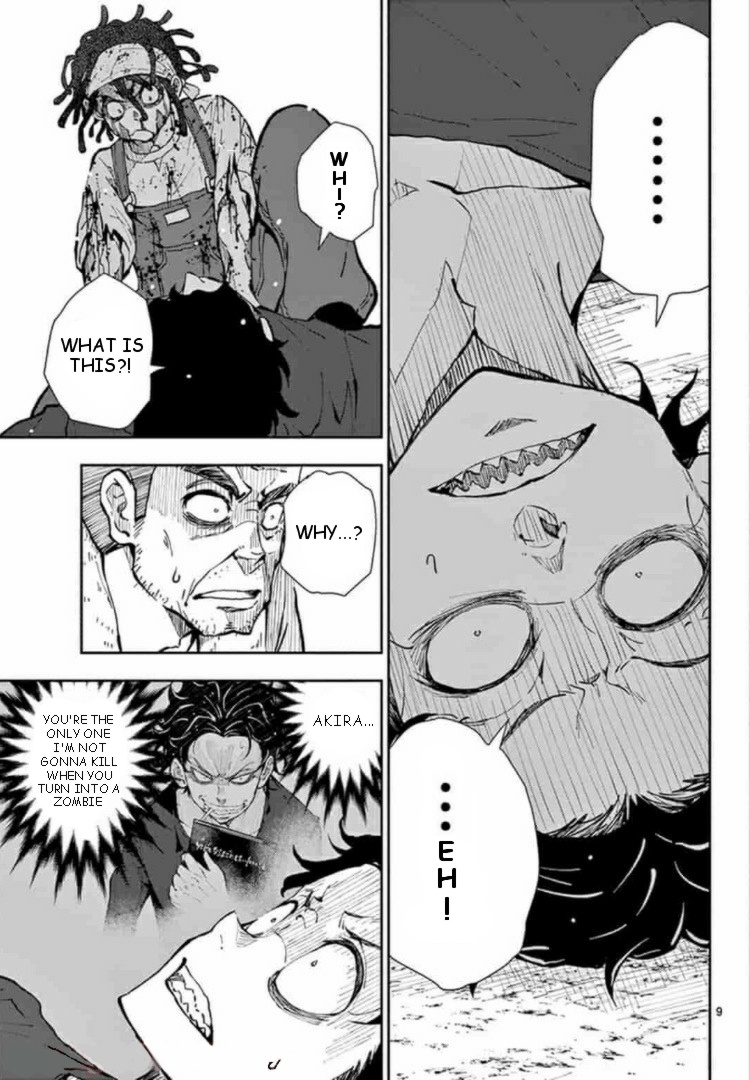 ......
....EH!
WHI?
WHAT IS
THIS?!
WHY...?
AKIRA...
YOU'RE THE
ONLY ONE
I'M NOT
GONNA KILL
WHEN YOU
TURN INTO A
ZOMBIE
9